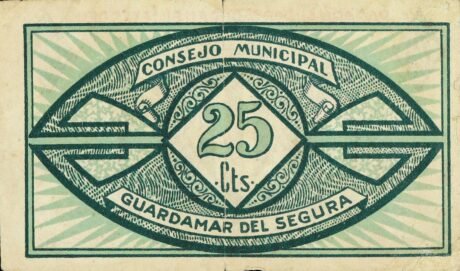 CONSEJO MUNICIPAL
25
·Cts.·
GUARDAMAR DEL SEGURA